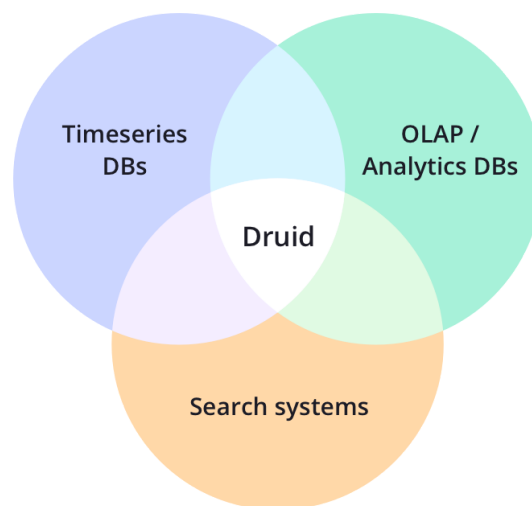 Timeseries
DBs
OLAP /
Analytics DBs
Druid
Search systems